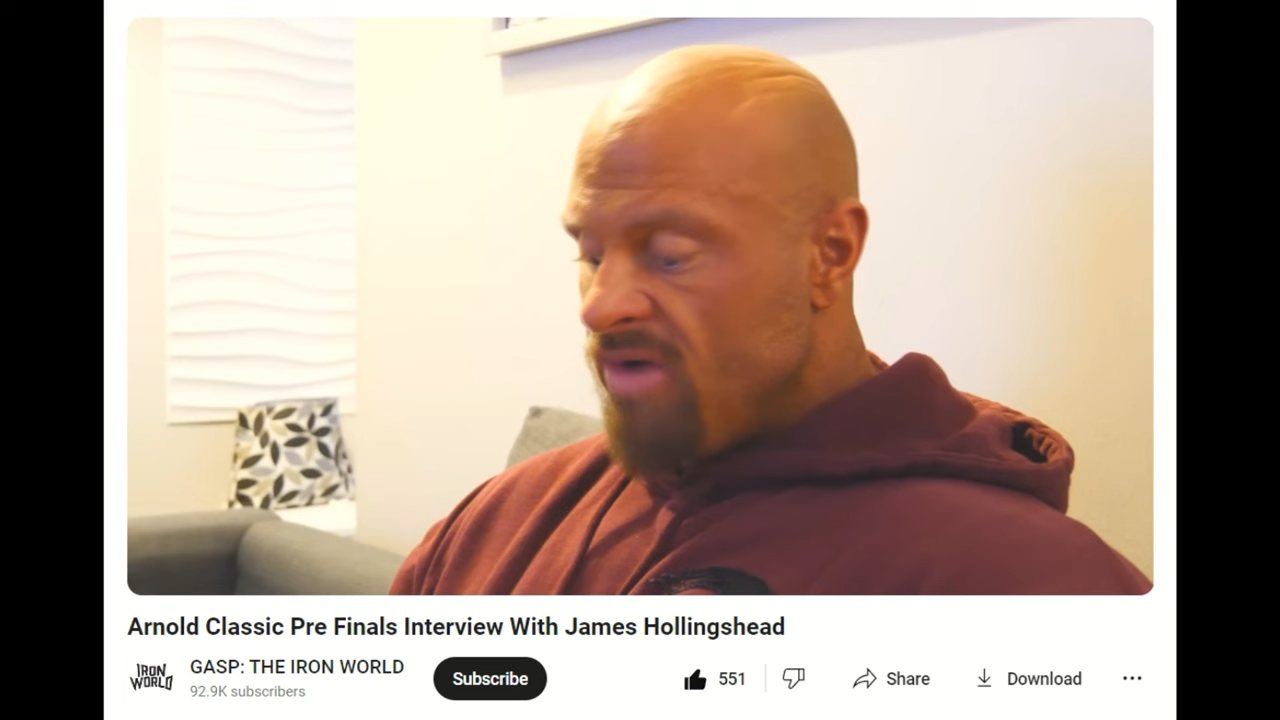 Arnold Classic Pre Finals Interview With James Hollingshead
IRON
WORLD
GASP: THE IRON WORLD
92.9K subscribers
Subscribe
551
Share
Download